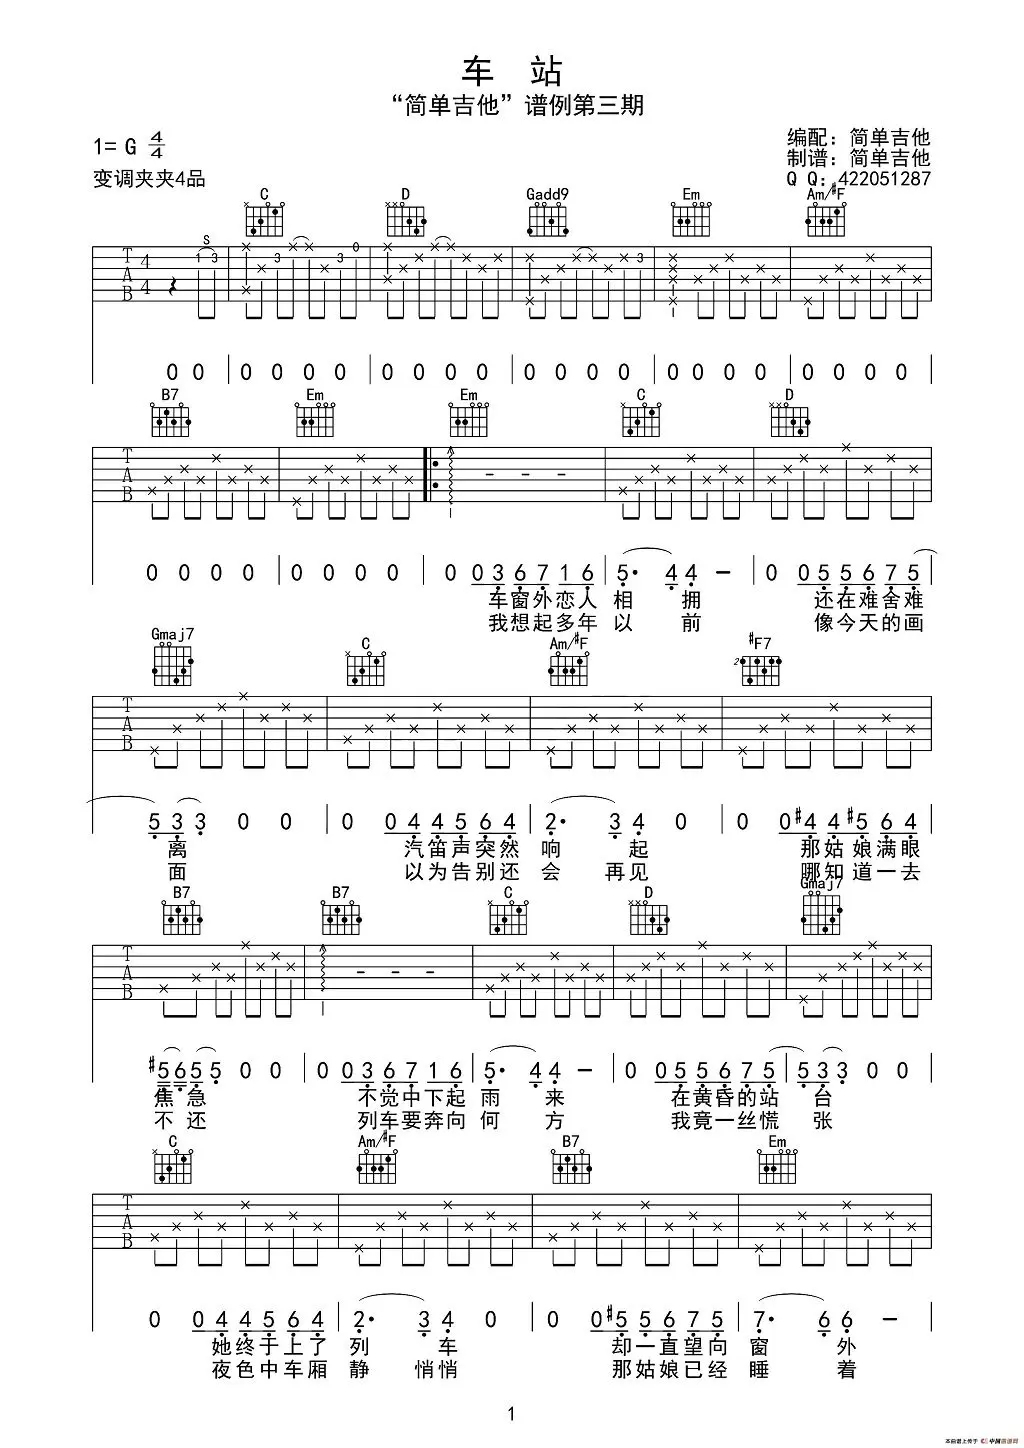 车 站
“简单吉他”谱例第三期
1= G 4/4
编配：简单吉他
制谱：简单吉他
变调夹夹4品
Q Q：422051287
C D Gadd9 Em Am/#F
S
T A B 4 4 1 3 3 3 0 3
0 0 0 0 0 0 0 0 0 0 0 0 0 0 0 0 0 0 0 0 0 0
B7 Em Em C D
T A B
0 0 0 0 0 0 0 0 0 0 3 6 7 1 6 5· 4 4 － 0 0 5 5 6 7 5
车窗外恋人 相 拥 还在难舍难
我想起多年 以 前 像今天的画
Gmaj7 C Am/#F #F7
2
T A B
5 3 3 0 0 0 0 4 4 5 6 4 2· 3 4 0 0 0 #4 4 #5 6 4
离 汽笛声突然 响 起 那姑娘满眼
面 以为告别还 会 再见 哪知道一去
B7 B7 C D Gmaj7
T A B
#5 6 5 5 0 0 0 0 3 6 7 1 6 5· 4 4 － 0 0 5 5 6 7 5 5 3 3 0 0
焦 急 不觉中下起 雨 来 在黄昏的站 台
不 还 列车要奔向 何 方 我竟一丝慌 张
C Am/#F B7 Em
T A B
0 0 4 4 5 6 4 2· 3 4 0 0 0 #5 5 6 7 5 7· 6 6 －
她终于上了 列 车 却一直望向 窗 外
夜色中车厢 静 悄悄 那姑娘已经 睡 着
1
本曲谱上传于 中国曲谱网